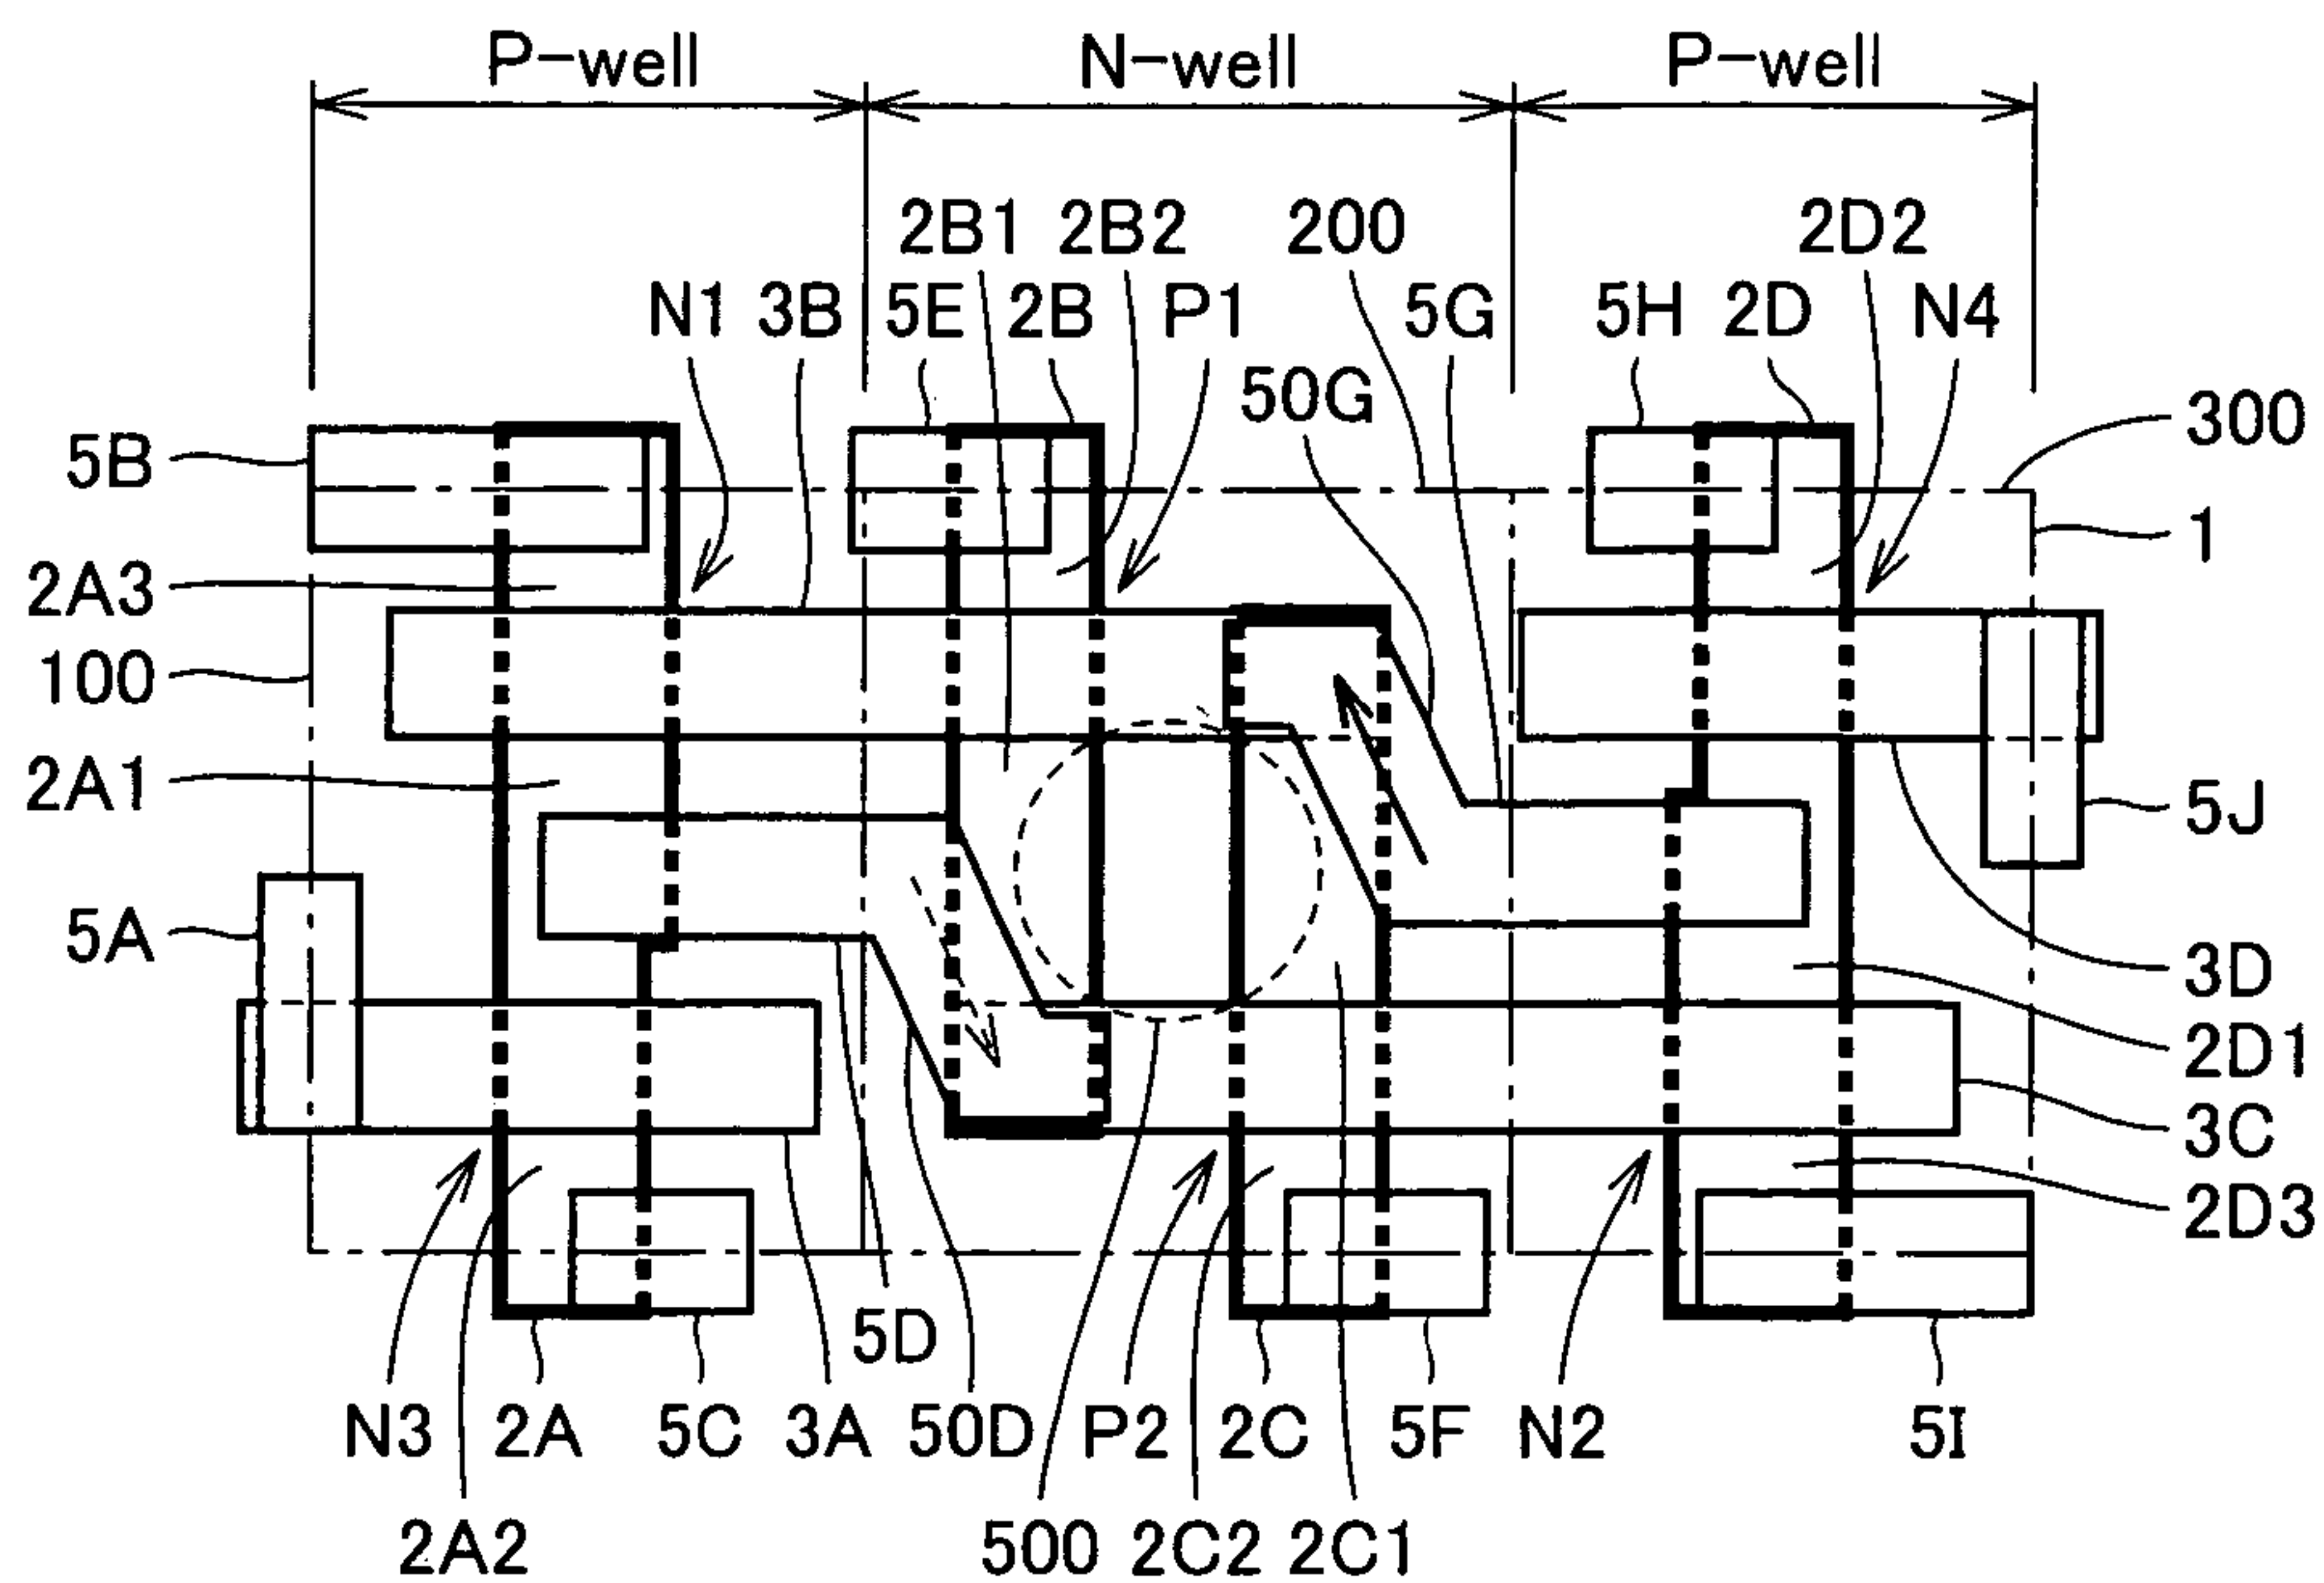 P-well N-well P-well
2B1 2B2 200 2D2
N1 3B 5E 2B P1 5G 5H 2D N4
50G 300
5B
1
2A3
100
2A1 5J
5A
3D
2D1
3C
2D3
5D
N3 2A 5C 3A 50D P2 2C 5F N2 5I
2A2 500 2C2 2C1